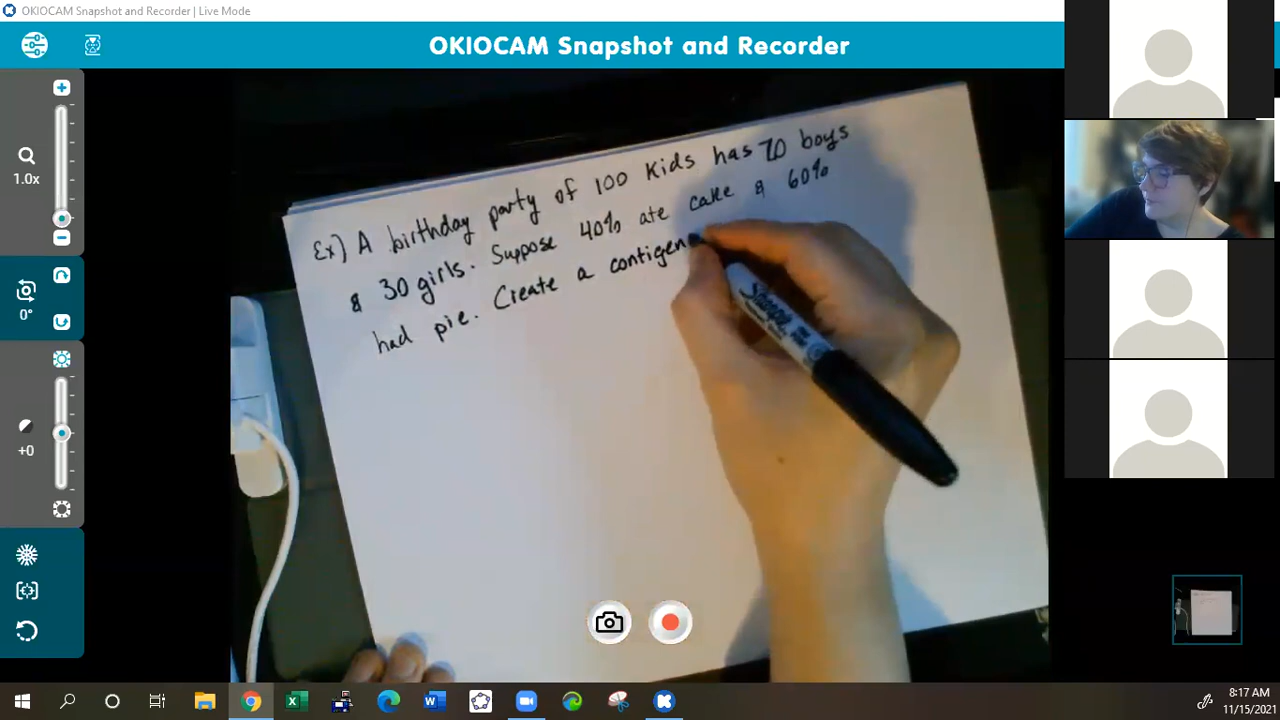 OKIOCAM Snapshot and Recorder | Live Mode
OKIOCAM Snapshot and Recorder
1.0x
0°
+0
Ex) A birthday party of 100 kids has 70 boys
& 30 girls. Suppose 40% ate cake & 60%
had pie. Create a contigen
Sharpie
8:17 AM
11/15/2021